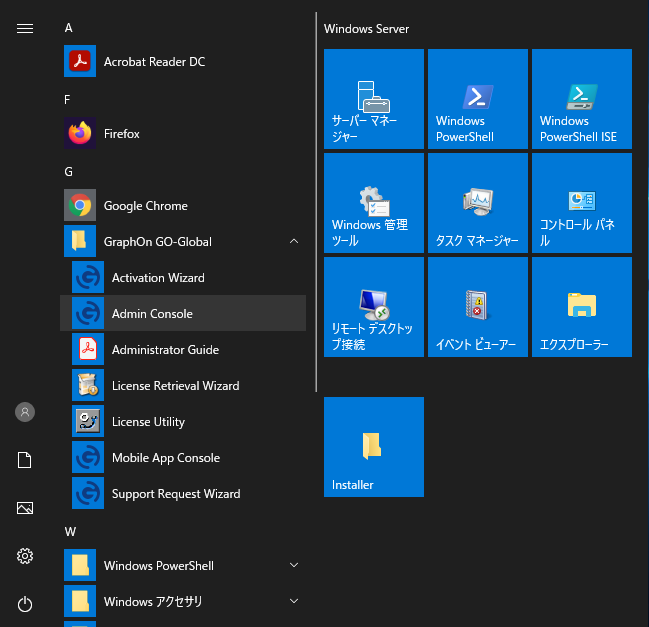 A
Acrobat Reader DC
F
Firefox
G
Google Chrome
GraphOn GO-Global
Activation Wizard
Admin Console
Administrator Guide
License Retrieval Wizard
License Utility
Mobile App Console
Support Request Wizard
W
Windows PowerShell
Windows アクセサリ
Windows Server
サーバー マネー
ジャー
Windows
PowerShell
Windows
PowerShell ISE
Windows 管理
ツール
タスク マネージャー
コントロール パネ
ル
リモート デスクトッ
プ接続
イベント ビューアー
エクスプローラー
Installer